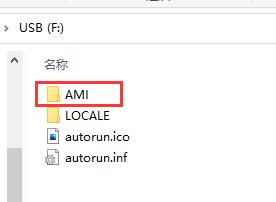 USB (F:)
名称
AMI
LOCALE
autorun.ico
autorun.inf